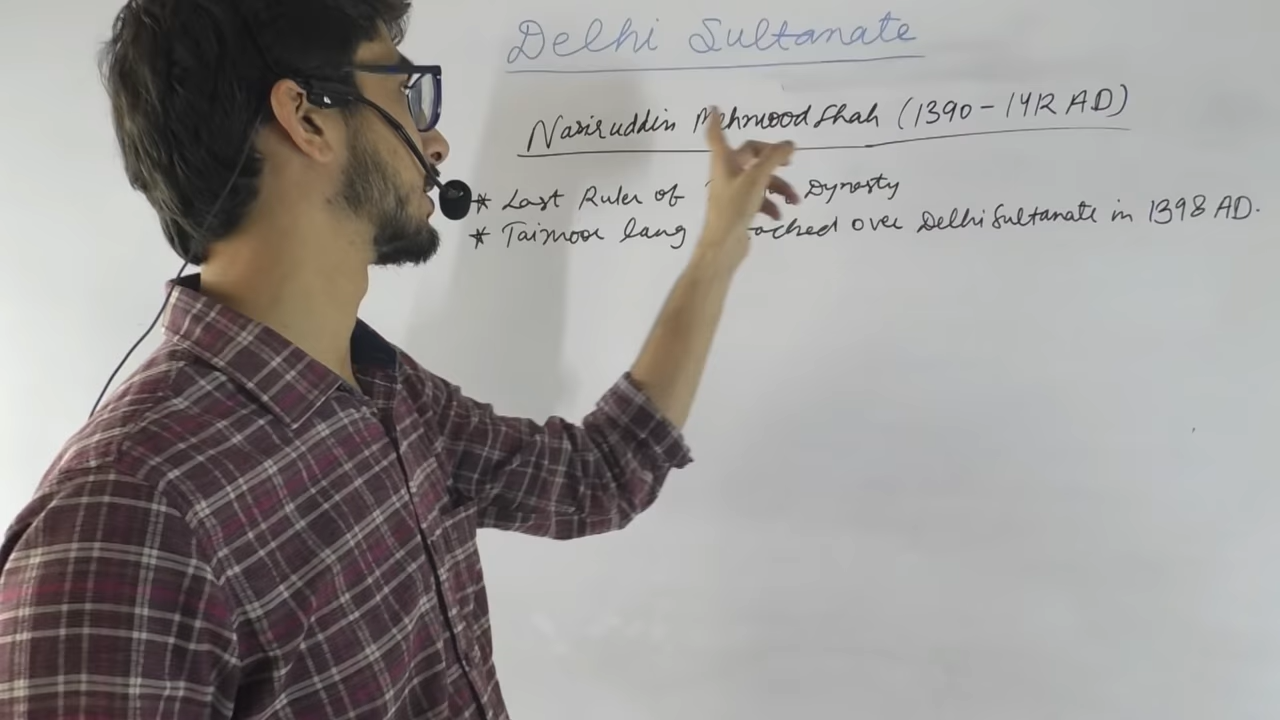 Delhi Sultanate
Nasiruddin Mehmood Shah (1390-1412 AD)
* Last Ruler of Dynasty
* Taimoor lang over Delhi Sultanate in 1398 AD.